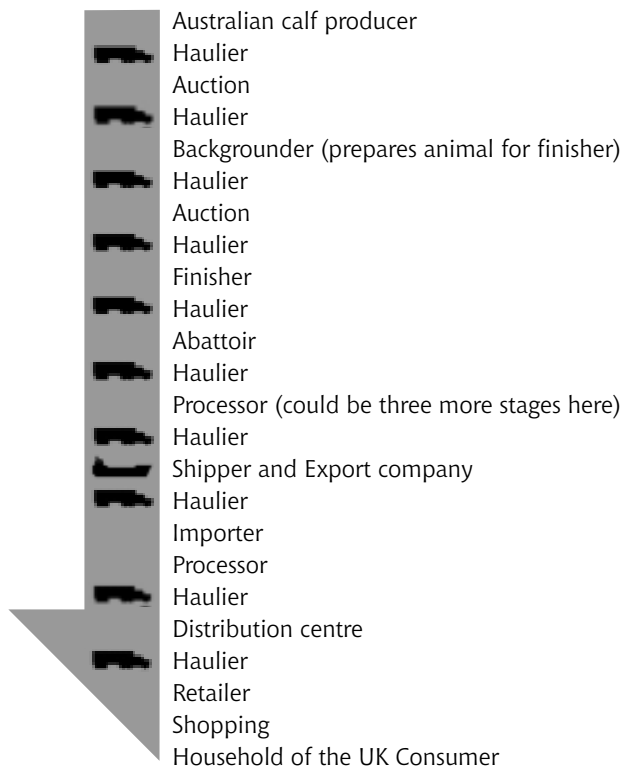 Australian calf producer
Haulier
Auction
Haulier
Backgrounder (prepares animal for finisher)
Haulier
Auction
Haulier
Finisher
Haulier
Abattoir
Haulier
Processor (could be three more stages here)
Haulier
Shipper and Export company
Haulier
Importer
Processor
Haulier
Distribution centre
Haulier
Retailer
Shopping
Household of the UK Consumer